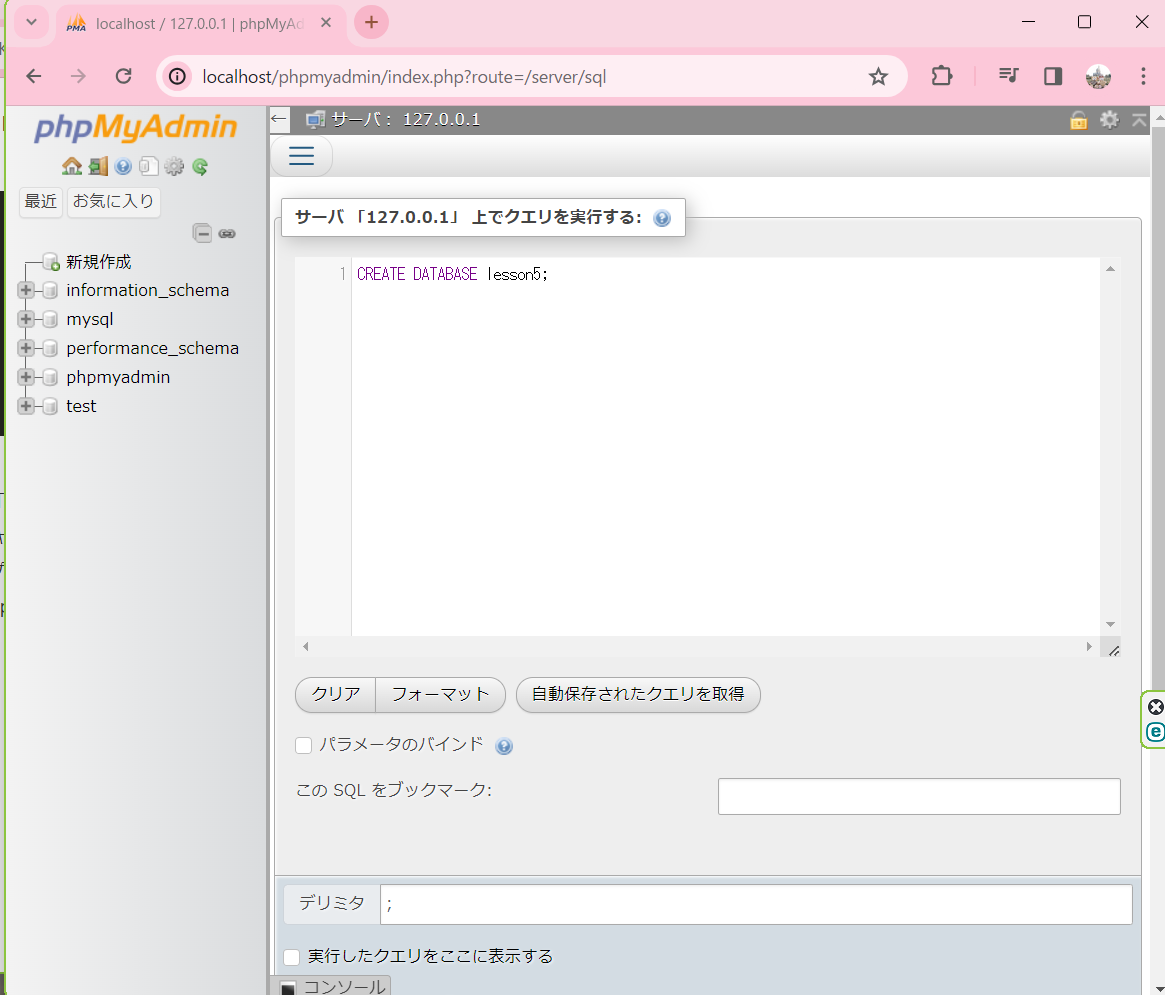 localhost / 127.0.0.1 | phpMyAd
localhost/phpmyadmin/index.php?route=/server/sql
phpMyAdmin
最近 お気に入り
新規作成
information_schema
mysql
performance_schema
phpmyadmin
test
サーバ : 127.0.0.1
サーバ 「127.0.0.1」 上でクエリを実行する:
1 CREATE DATABASE lesson5;
クリア フォーマット 自動保存されたクエリを取得
パラメータのバインド
この SQL をブックマーク:
デリミタ ;
実行したクエリをここに表示する
コンソール